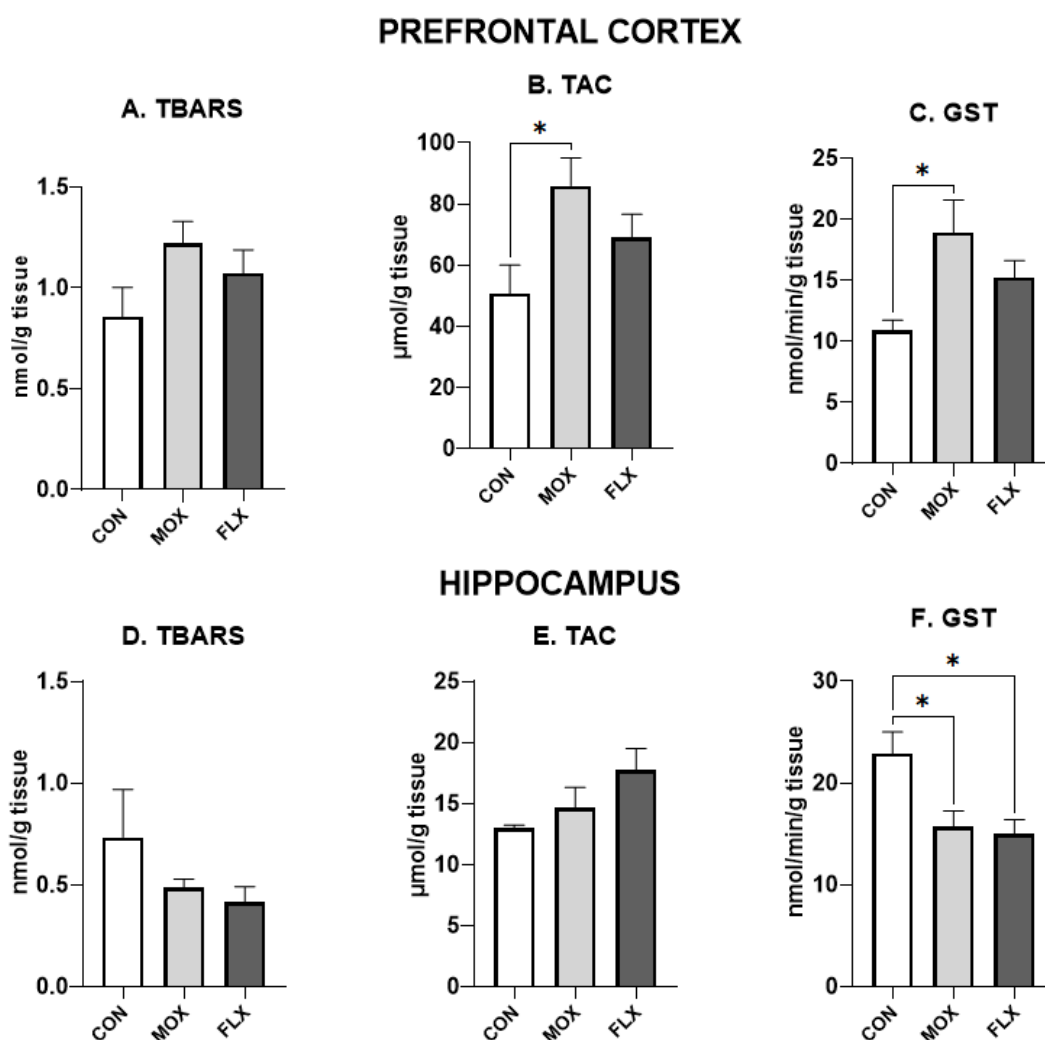 PREFRONTAL CORTEX
A. TBARS
nmol/g tissue
1.5
1.0
0.5
0.0
CON
MOX
FLX
B. TAC
µmol/g tissue
100
80
60
40
20
0
*
CON
MOX
FLX
C. GST
nmol/min/g tissue
25
20
15
10
5
0
*
CON
MOX
FLX
HIPPOCAMPUS
D. TBARS
nmol/g tissue
1.5
1.0
0.5
0.0
CON
MOX
FLX
E. TAC
µmol/g tissue
25
20
15
10
5
0
CON
MOX
FLX
F. GST
nmol/min/g tissue
30
20
10
0
*
*
CON
MOX
FLX